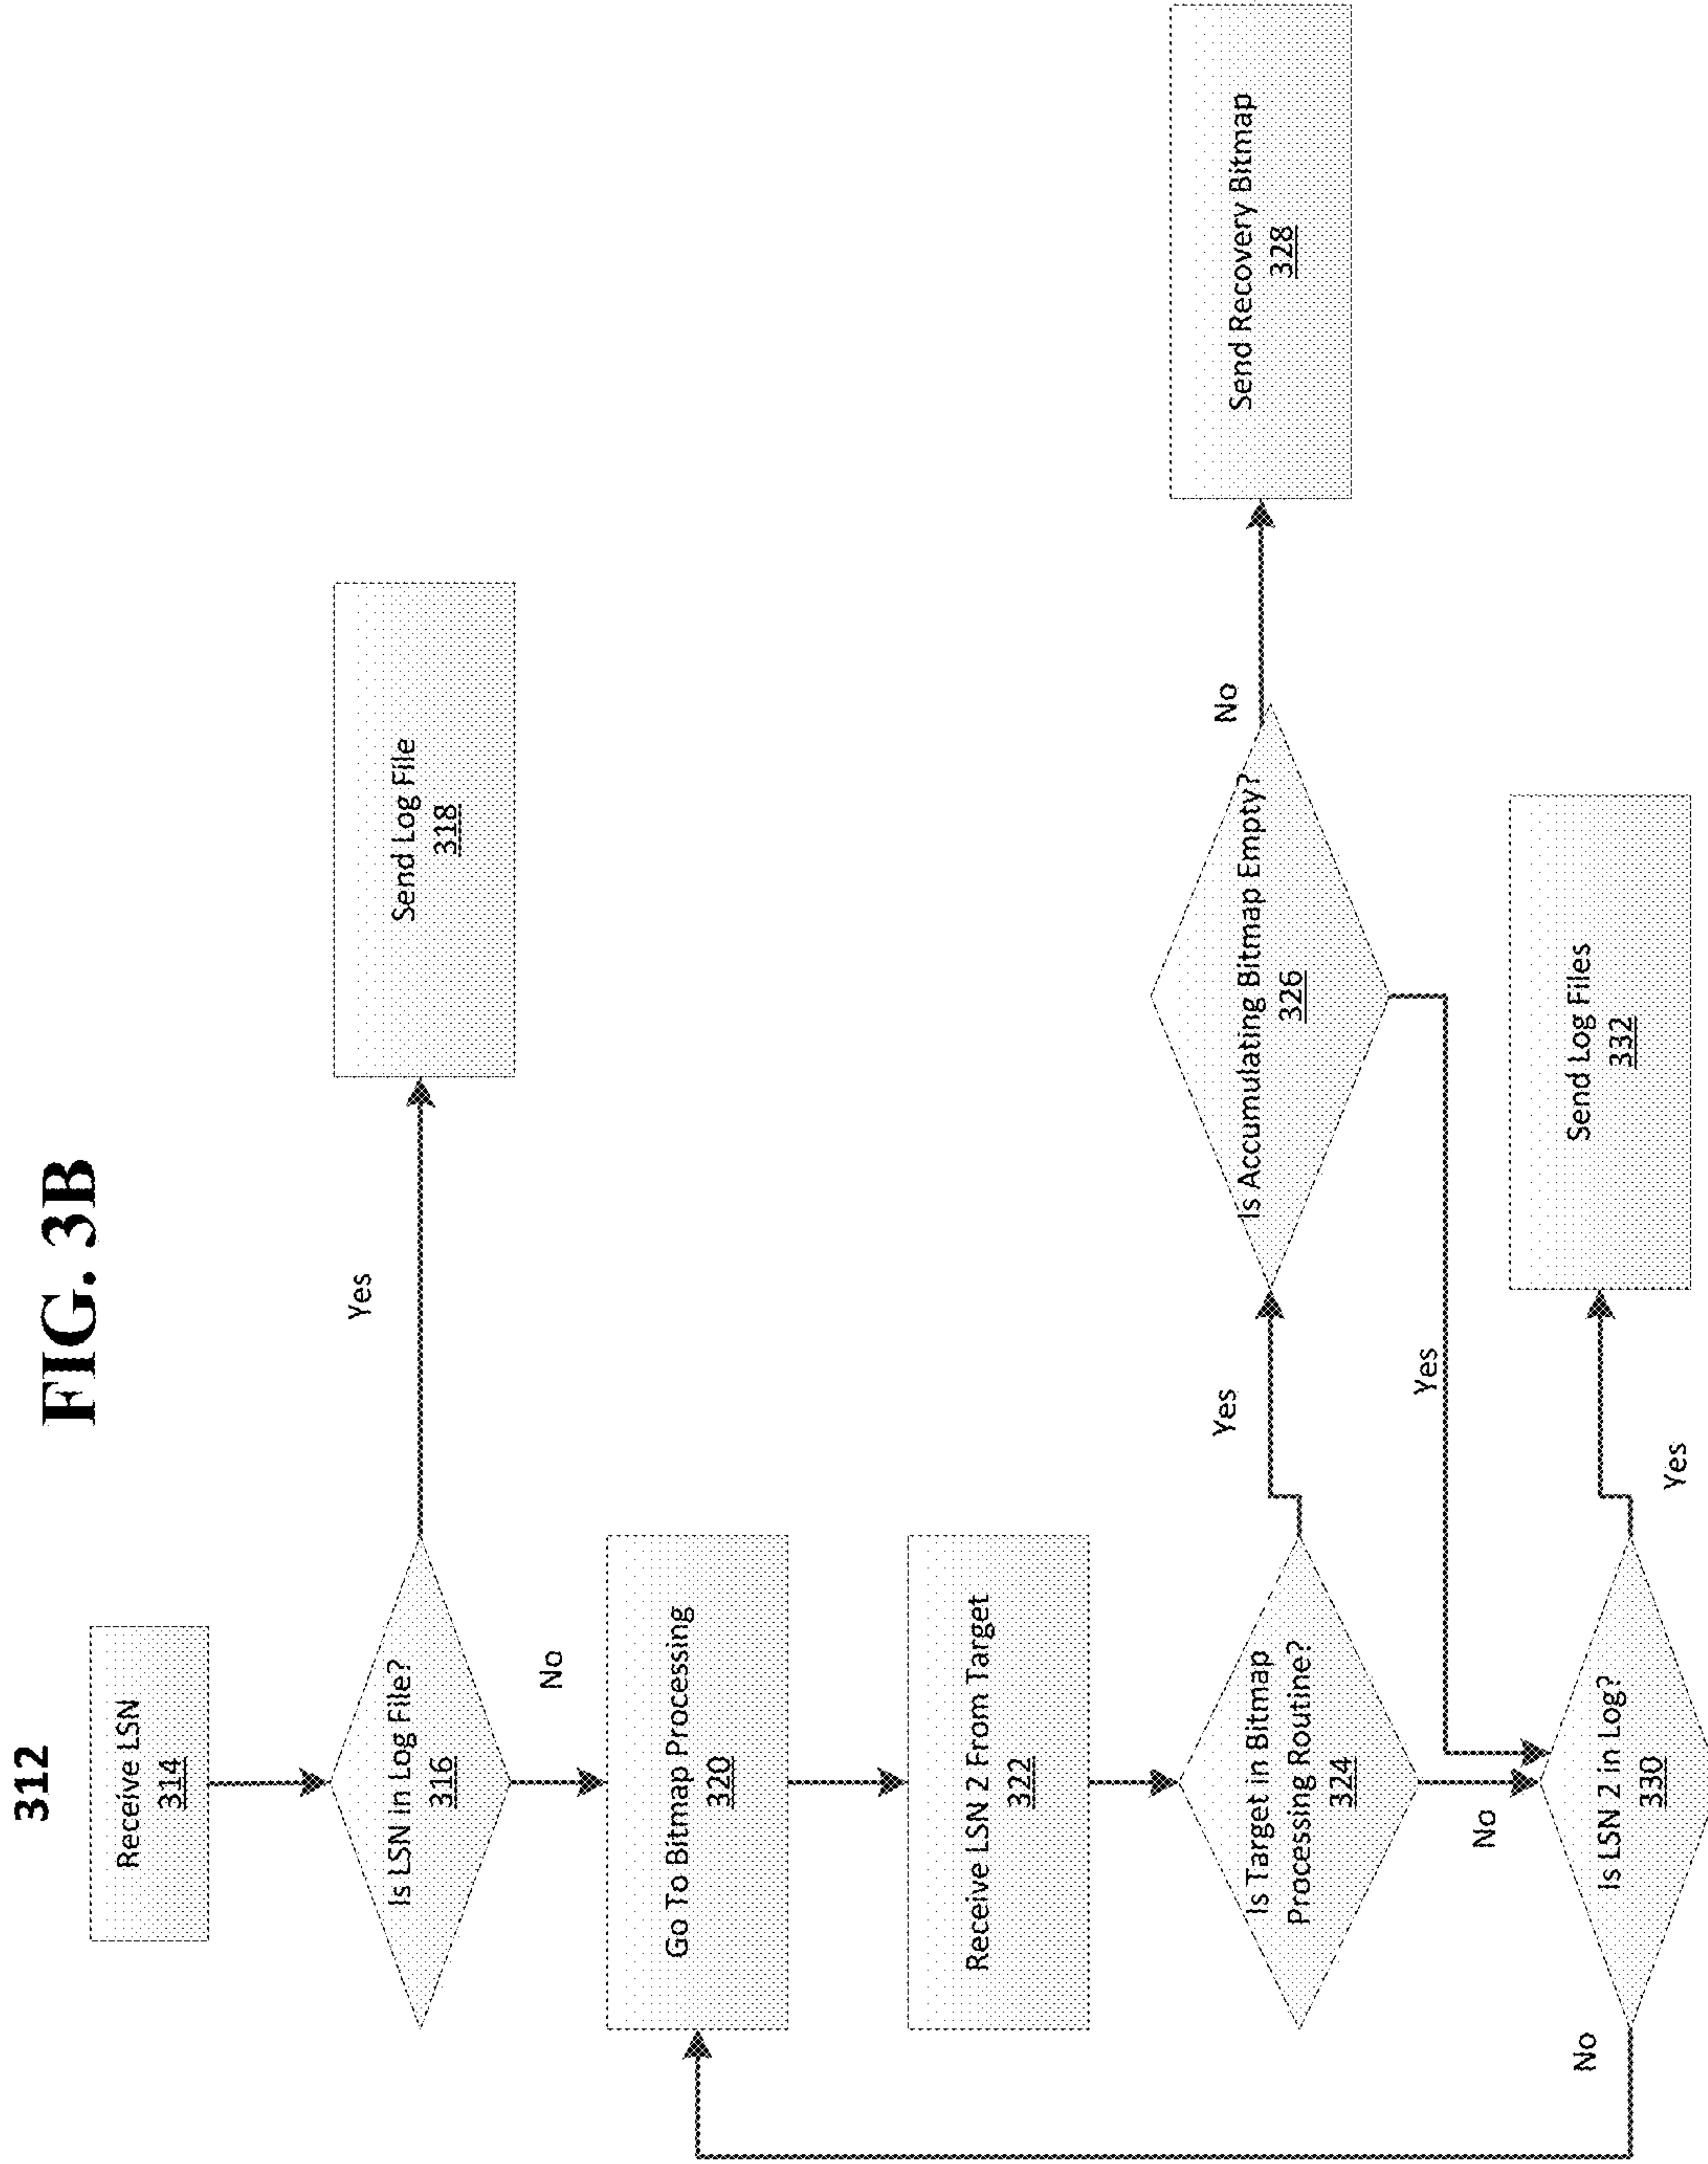 FIG. 3B
312
Receive LSN
314
Is LSN in Log File?
316
Yes
Send Log File
318
No
Go To Bitmap Processing
320
Receive LSN 2 From Target
322
Is Target in Bitmap
Processing Routine?
324
Yes
Is Accumulating Bitmap Empty?
326
No
Send Recovery Bitmap
328
Yes
No
Is LSN 2 in Log?
330
Yes
Send Log Files
332
No